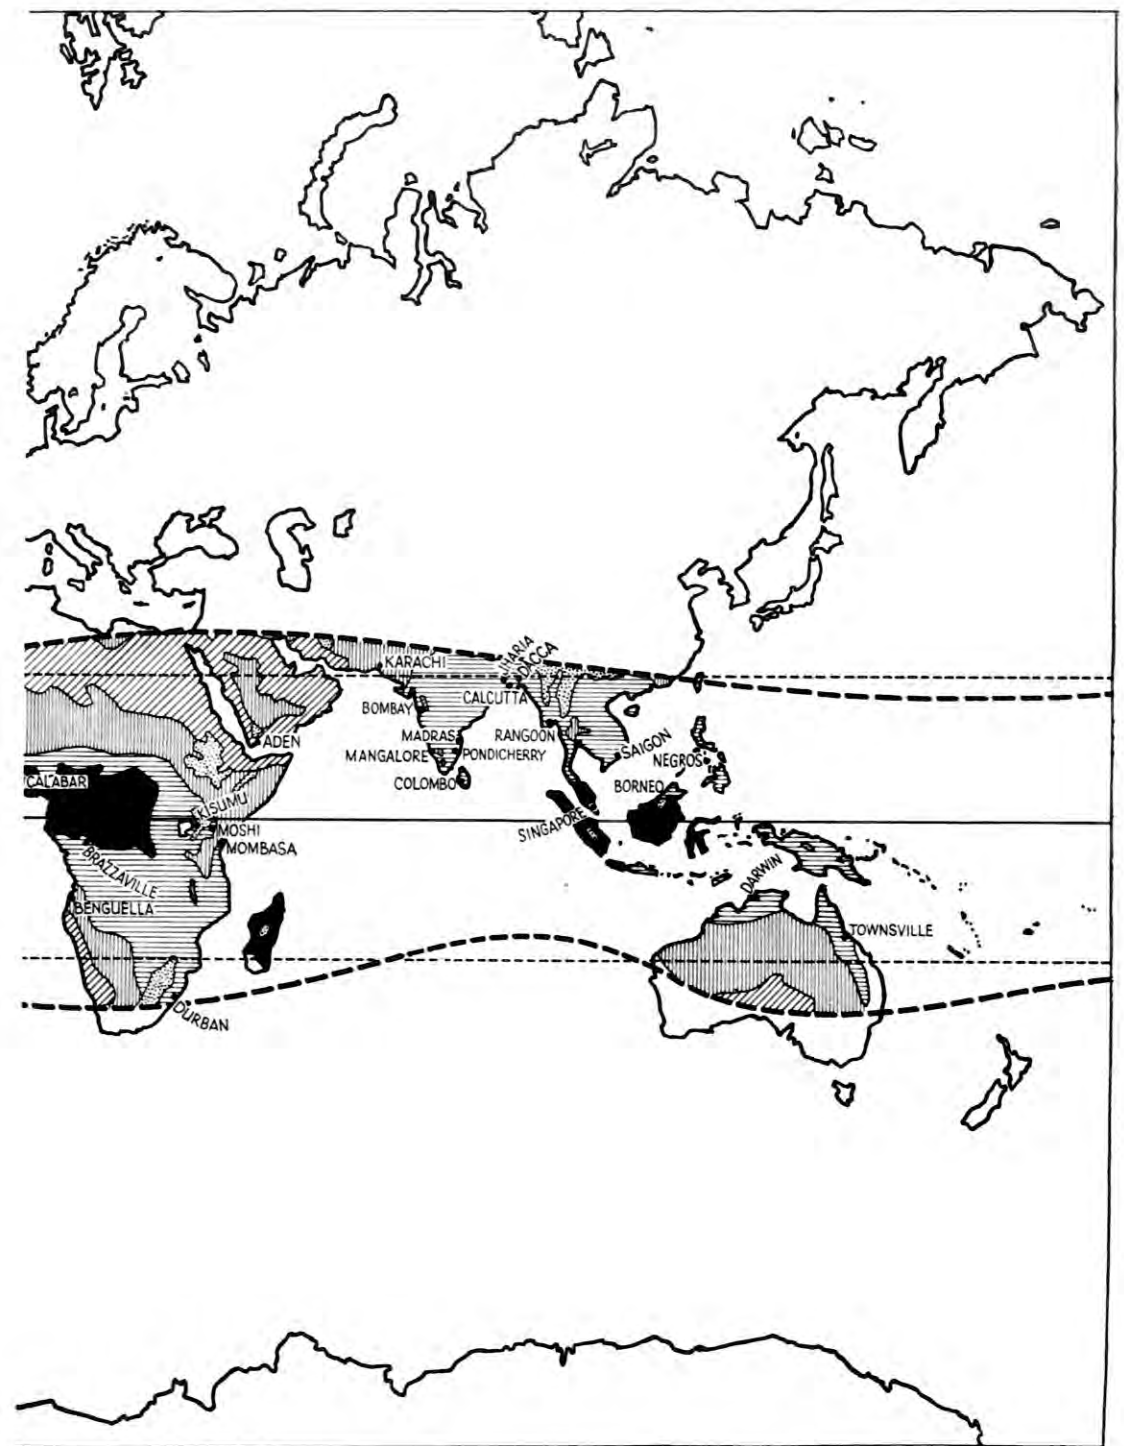 KARACHI
JHARIA
DACCA
BOMBAY
CALCUTTA
ADEN
MADRAS
RANGOON
SAIGON
MANGALORE
PONDICHERRY
NEGROS
COLOMBO
BORNEO
CALABAR
KISUMU
SINGAPORE
MOSHI
MOMBASA
BRAZZAVILLE
DARWIN
BENGUELLA
TOWNSVILLE
DURBAN